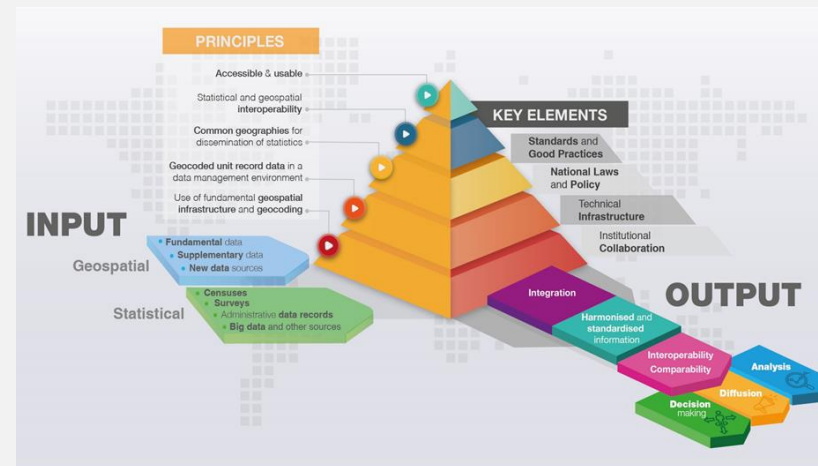 PRINCIPLES
Accessible & usable
Statistical and geospatial
interoperability
Common geographies for
dissemination of statistics
Geocoded unit record data in a
data management environment
Use of fundamental geospatial
infrastructure and geocoding
KEY ELEMENTS
Standards and
Good Practices
National Laws
and Policy
Technical
Infrastructure
Institutional
Collaboration
INPUT
Geospatial
• Fundamental data
• Supplementary data
• New data sources
Statistical
• Censuses
• Surveys
• Administrative data records
• Big data and other sources
OUTPUT
Integration
Harmonised and
standardised
information
Interoperability
Comparability
Analysis
Diffusion
Decision
making